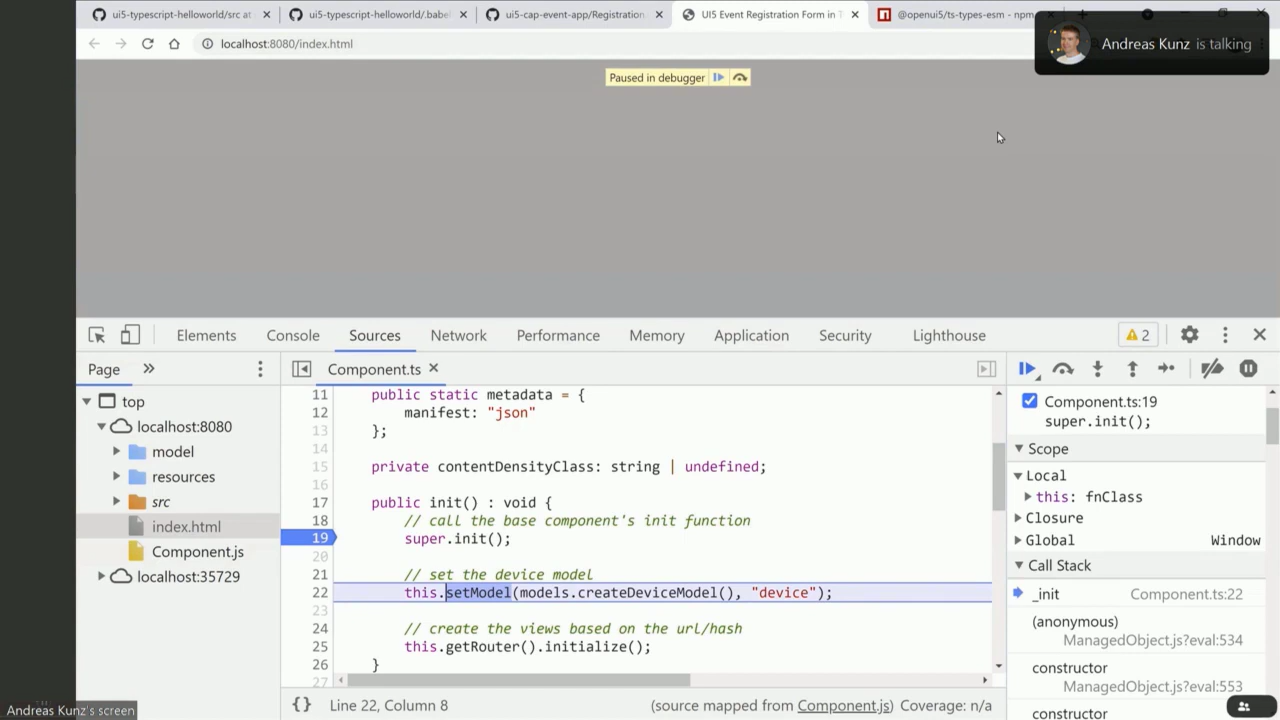 ui5-typescript-helloworld/src at
ui5-typescript-helloworld/.babe
ui5-cap-event-app/Registration
UI5 Event Registration Form in T
@openui5/ts-types-esm - npm
localhost:8080/index.html
Andreas Kunz is talking
Paused in debugger
Elements
Console
Sources
Network
Performance
Memory
Application
Security
Lighthouse
2
Page
Component.ts
top
localhost:8080
model
resources
src
index.html
Component.js
localhost:35729
11 public static metadata = {
12 manifest: "json"
13 };
14
15 private contentDensityClass: string | undefined;
16
17 public init() : void {
18 // call the base component's init function
19 super.init();
20
21 // set the device model
22 this.setModel(models.createDeviceModel(), "device");
23
24 // create the views based on the url/hash
25 this.getRouter().initialize();
26 }
27
{} Line 22, Column 8
(source mapped from Component.js)
Coverage: n/a
Component.ts:19
super.init();
Scope
Local
this: fnClass
Closure
Global Window
Call Stack
_init Component.ts:22
(anonymous)
ManagedObject.js?eval:534
constructor
ManagedObject.js?eval:553
constructor
Andreas Kunz's screen